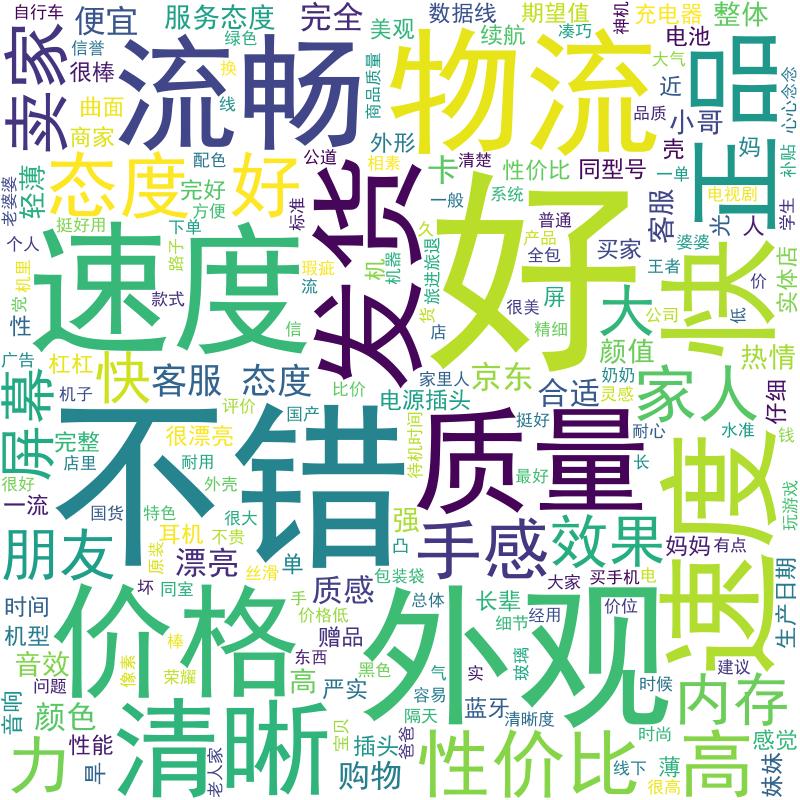 自行车
便宜
服务态度
完全
美观
数据线
期望值
充电器
整体
信誉
绿色
换
续航
凑巧
神机
电池
大气
卖家
很棒
流畅
物流
正品
心心念念
曲面
线
商品质量
近
品质
小哥
商家
外形
壳
妈
补贴
老婆婆
轻薄
态度
好
配色
公道
相素
卡
清楚
性价比
同型号
一单
电视剧
完好
方便
标准
一般
系统
客服
光
人
学生
挺好用
下单
发货
好
久
普通
个人
速度
路子
机
机器
旅进旅退
产品
全包
买家
婆婆
王者
快
价
实体店
党
机里
瑕疵
款式
流
货
很美
屏
大
低
性
信
店
精细
公司
广告
杠杠
快
客服
态度
比价
家里人
京东
合适
颜值
热情
奶奶
灵感
家人
仔细
屏幕
机子
评价
国产
电源插头
很漂亮
不错
待机时间
质量
挺好
耐心
水准
钱
完整
店里
耐用
长
速度
很好
外壳
最好
一流
国货
特色
很大
强
玩游戏
朋友
耳机
不贵
凸
手感
效果
妈妈
有点
原装
漂亮
丝滑
单
质感
包装袋
大家
买手机
电
生产日期
时间
坏
同室
手
价格低
总体
长辈
经用
价位
机型
价格
棒
赠品
细节
外观
音效
像素
荣耀
东西
黑色
气
实
玻璃
建议
问题
高
严实
容易
蓝牙
时候
内存
音响
颜色
清晰
宝贝
隔天
清晰度
时尚
感觉
性能
插头
爸爸
性价比
线下
薄
高
力
早
老人家
购物
很高
妹妹